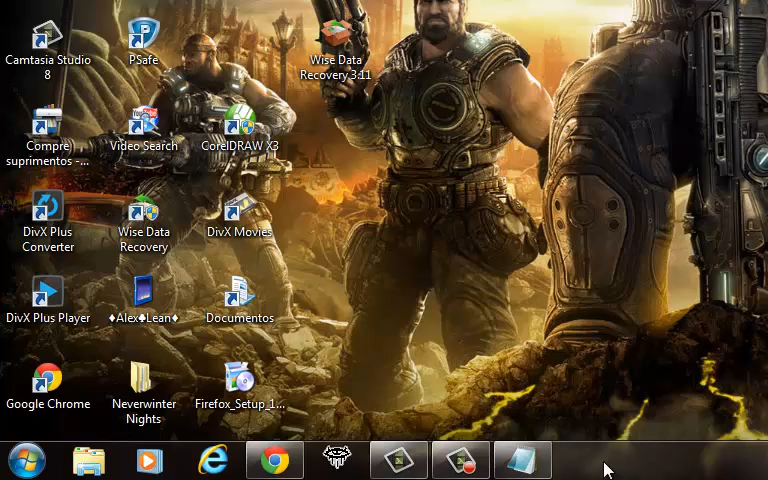 Camtasia Studio
8
PSafe
Wise Data
Recovery 3.11
Compre
suprimentos -...
Video Search
CorelDRAW X3
DivX Plus
Converter
Wise Data
Recovery
DivX Movies
DivX Plus Player
♦Alex♣Lean♦
Documentos
Google Chrome
Neverwinter
Nights
Firefox_Setup_1...